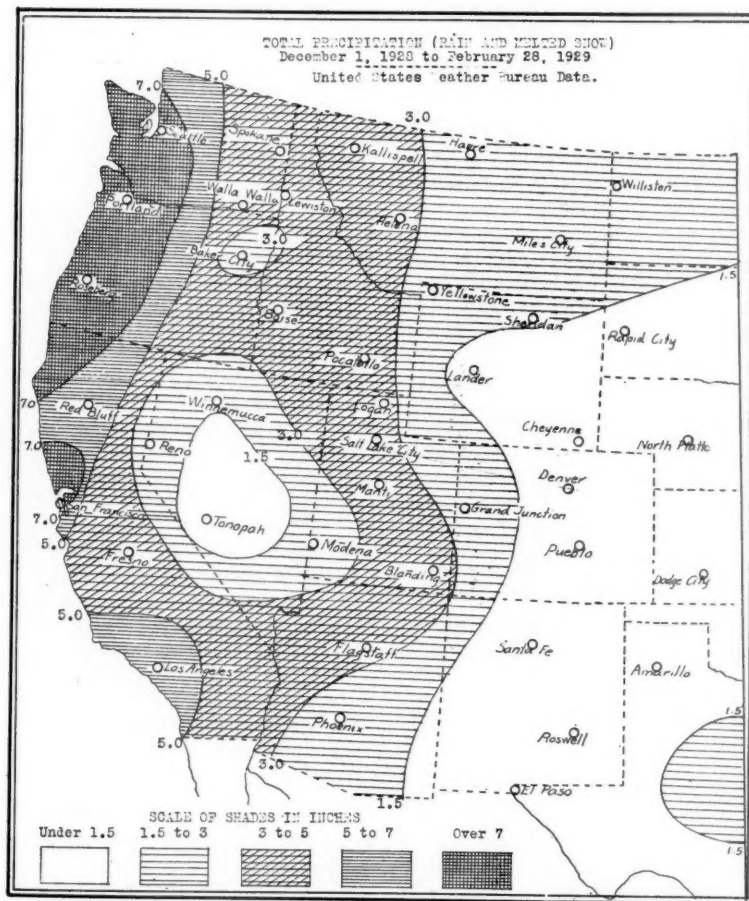 TOTAL PRECIPITATION (RAIN AND MELTED SNOW)
December 1, 1928 to February 28, 1929
United States Weather Bureau Data.
5.0
7.0
3.0
Seattle
Spokane
Kallispell
Havre
Portland
Walla Walla
Lewiston
Helena
Williston
Baker City
3.0
Miles City
1.5
Roseberg
Boise
Yellowstone
Sheridan
Rapid City
Pocatello
Lander
7.0
Red Bluff
Winnemucca
Logan
Cheyenne
North Platte
7.0
Reno
3.0
1.5
Salt Lake City
Denver
Manti
Grand Junction
San Francisco
7.0
Tonopah
5.0
Fresno
Modena
Blanding
Pueblo
Dodge City
5.0
Flagstaff
Santa Fe
Amarillo
Los Angeles
Phoenix
Roswell
1.5
5.0
3.0
1.5
El Paso
1.5
SCALE OF SHADES IN INCHES
Under 1.5 1.5 to 3 3 to 5 5 to 7 Over 7